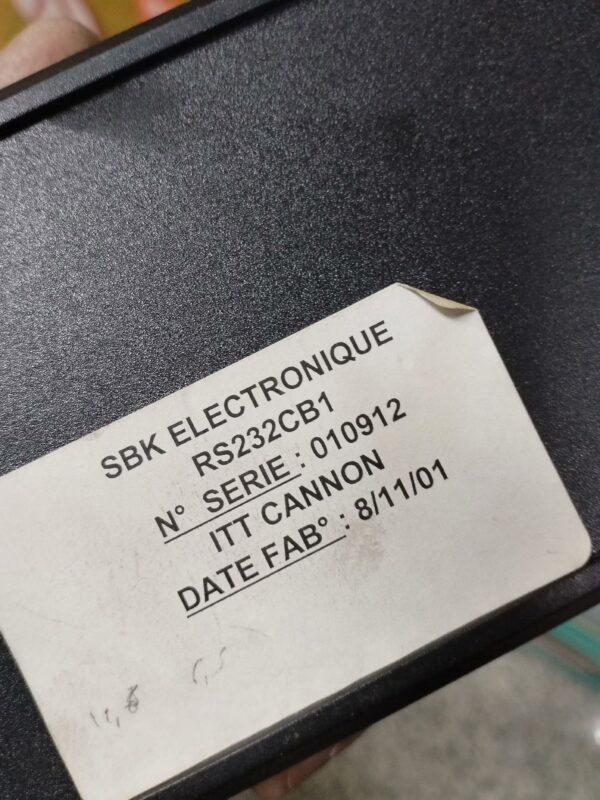 SBK ELECTRONIQUE
RS232CB1
N° SERIE : 010912
ITT CANNON
DATE FAB° : 8/11/01